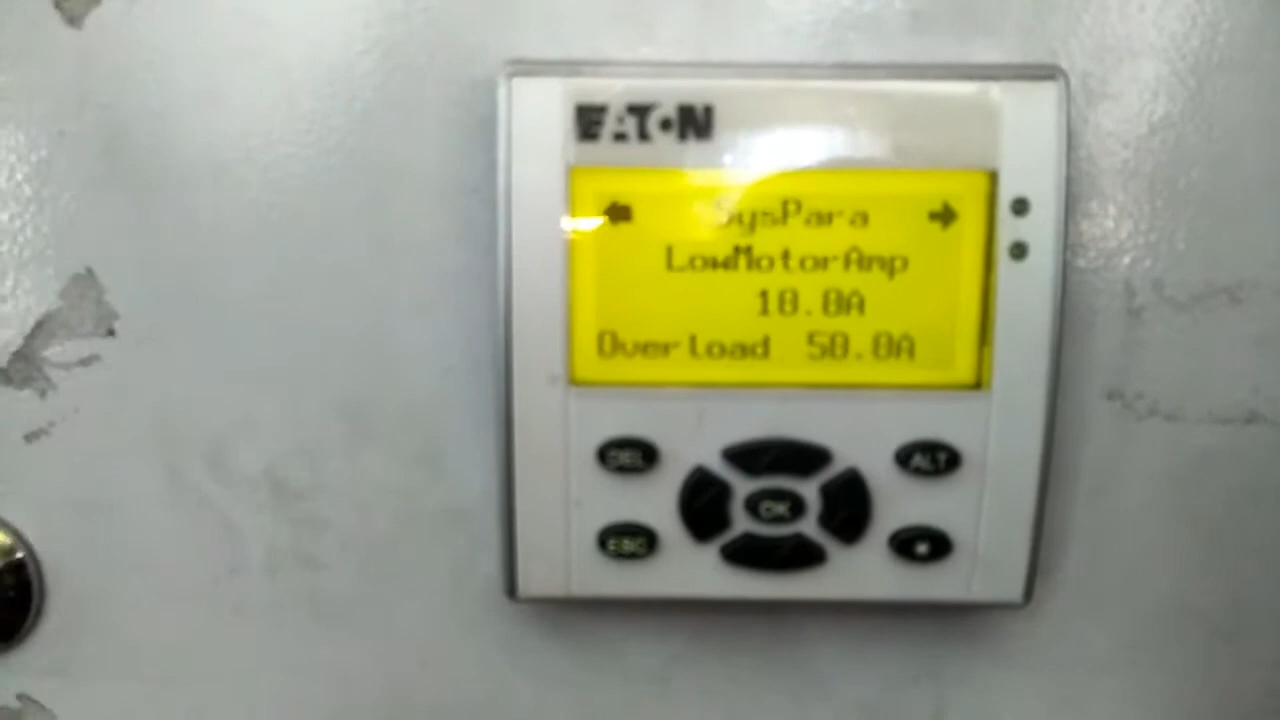 EATON
← SysPara →
LowMotorAmp
10.0A
Overload 50.0A
DEL
ALT
OK
ESC
*